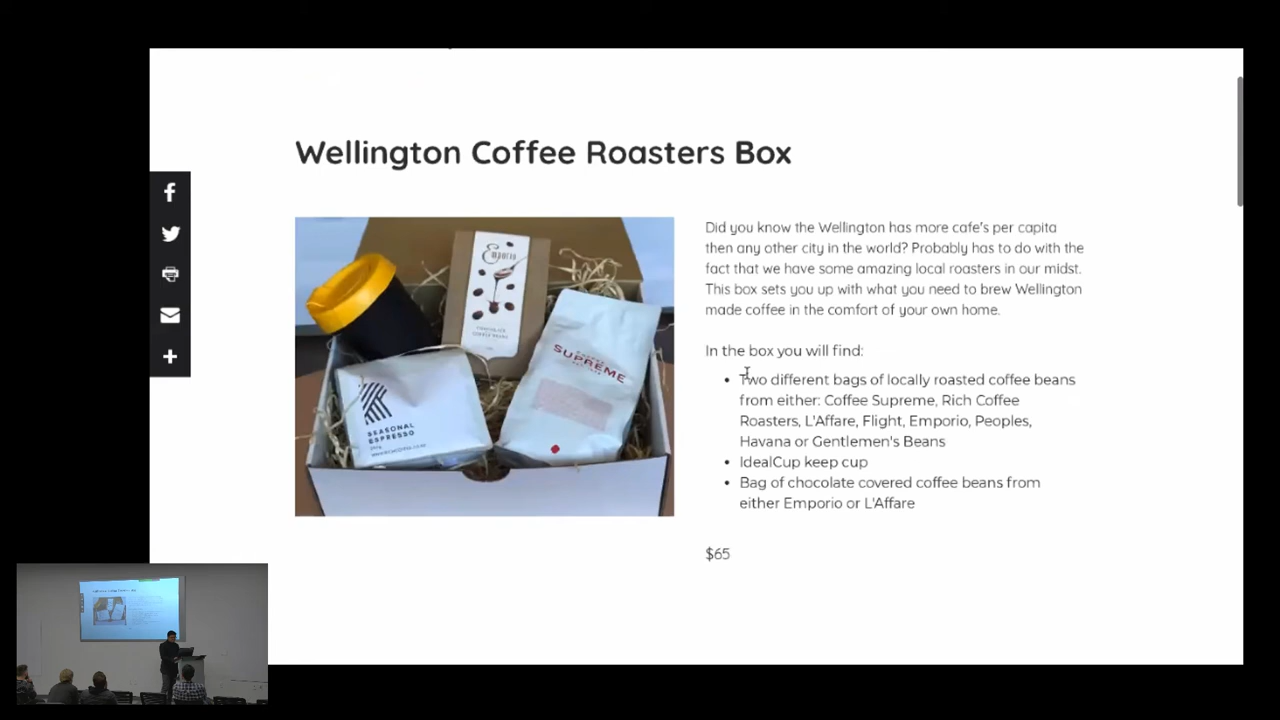 Wellington Coffee Roasters Box
Did you know the Wellington has more cafe's per capita
then any other city in the world? Probably has to do with the
fact that we have some amazing local roasters in our midst.
This box sets you up with what you need to brew Wellington
made coffee in the comfort of your own home.
In the box you will find:
Two different bags of locally roasted coffee beans
from either: Coffee Supreme, Rich Coffee
Roasters, L'Affare, Flight, Emporio, Peoples,
Havana or Gentlemen's Beans
IdealCup keep cup
Bag of chocolate covered coffee beans from
either Emporio or L'Affare
$65
Emporio
CHOCOLATE
COFFEE BEANS
COFFEE
SUPREME
SEASONAL
ESPRESSO